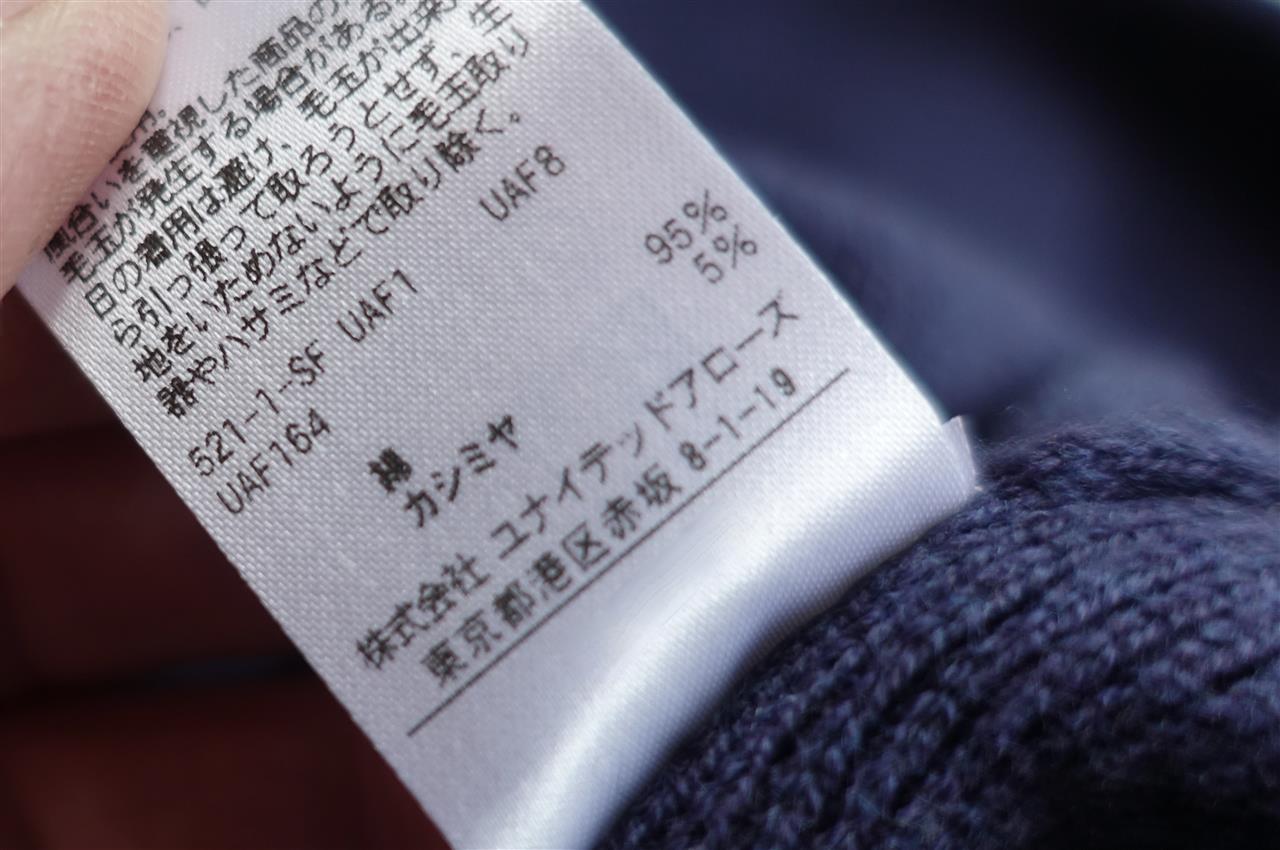 風合いを重視した商品の
毛玉が発生する場合がある
日の着用は避け、毛玉が出来
ら引っ張って取ろうとせず、生
地をいためないように毛玉取り
器やハサミなどで取り除く。
521-1-SF UAF1 UAF8
UAF164
綿 95%
カシミヤ 5%
株式会社 ユナイテッドアローズ
東京都港区赤坂 8-1-19